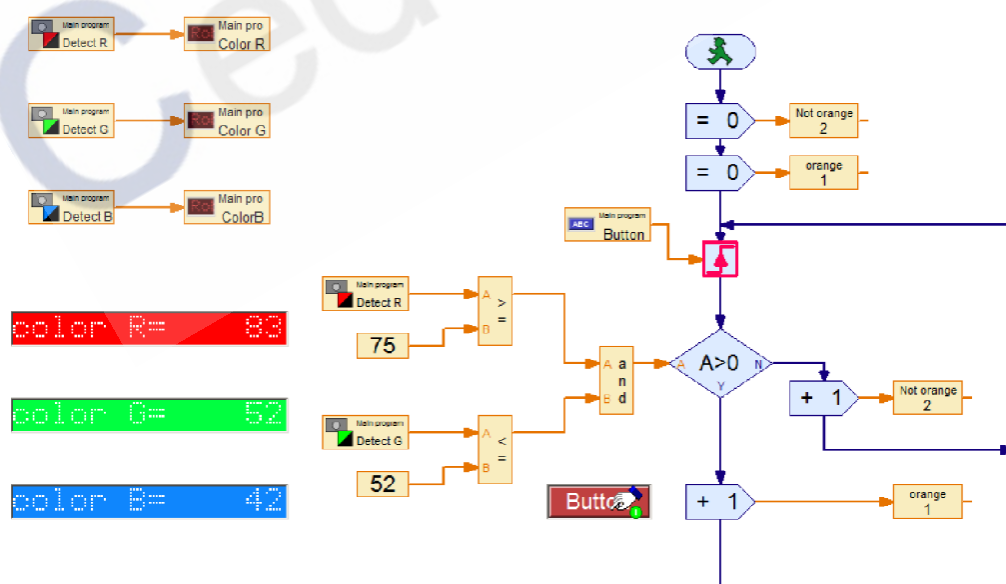 Main program
Detect R
Main pro
Color R
Main program
Detect G
Main pro
Color G
Main program
Detect B
Main pro
ColorB
= 0
Not orange
2
= 0
orange
1
ABC
Main program
Button
Main program
Detect R
A
B
>
=
75
color R= 83
A a
n
B d
A
A>0
N
Y
+ 1
Not orange
2
color G= 52
Main program
Detect G
A
B
<
=
52
color B= 42
+ 1
orange
1